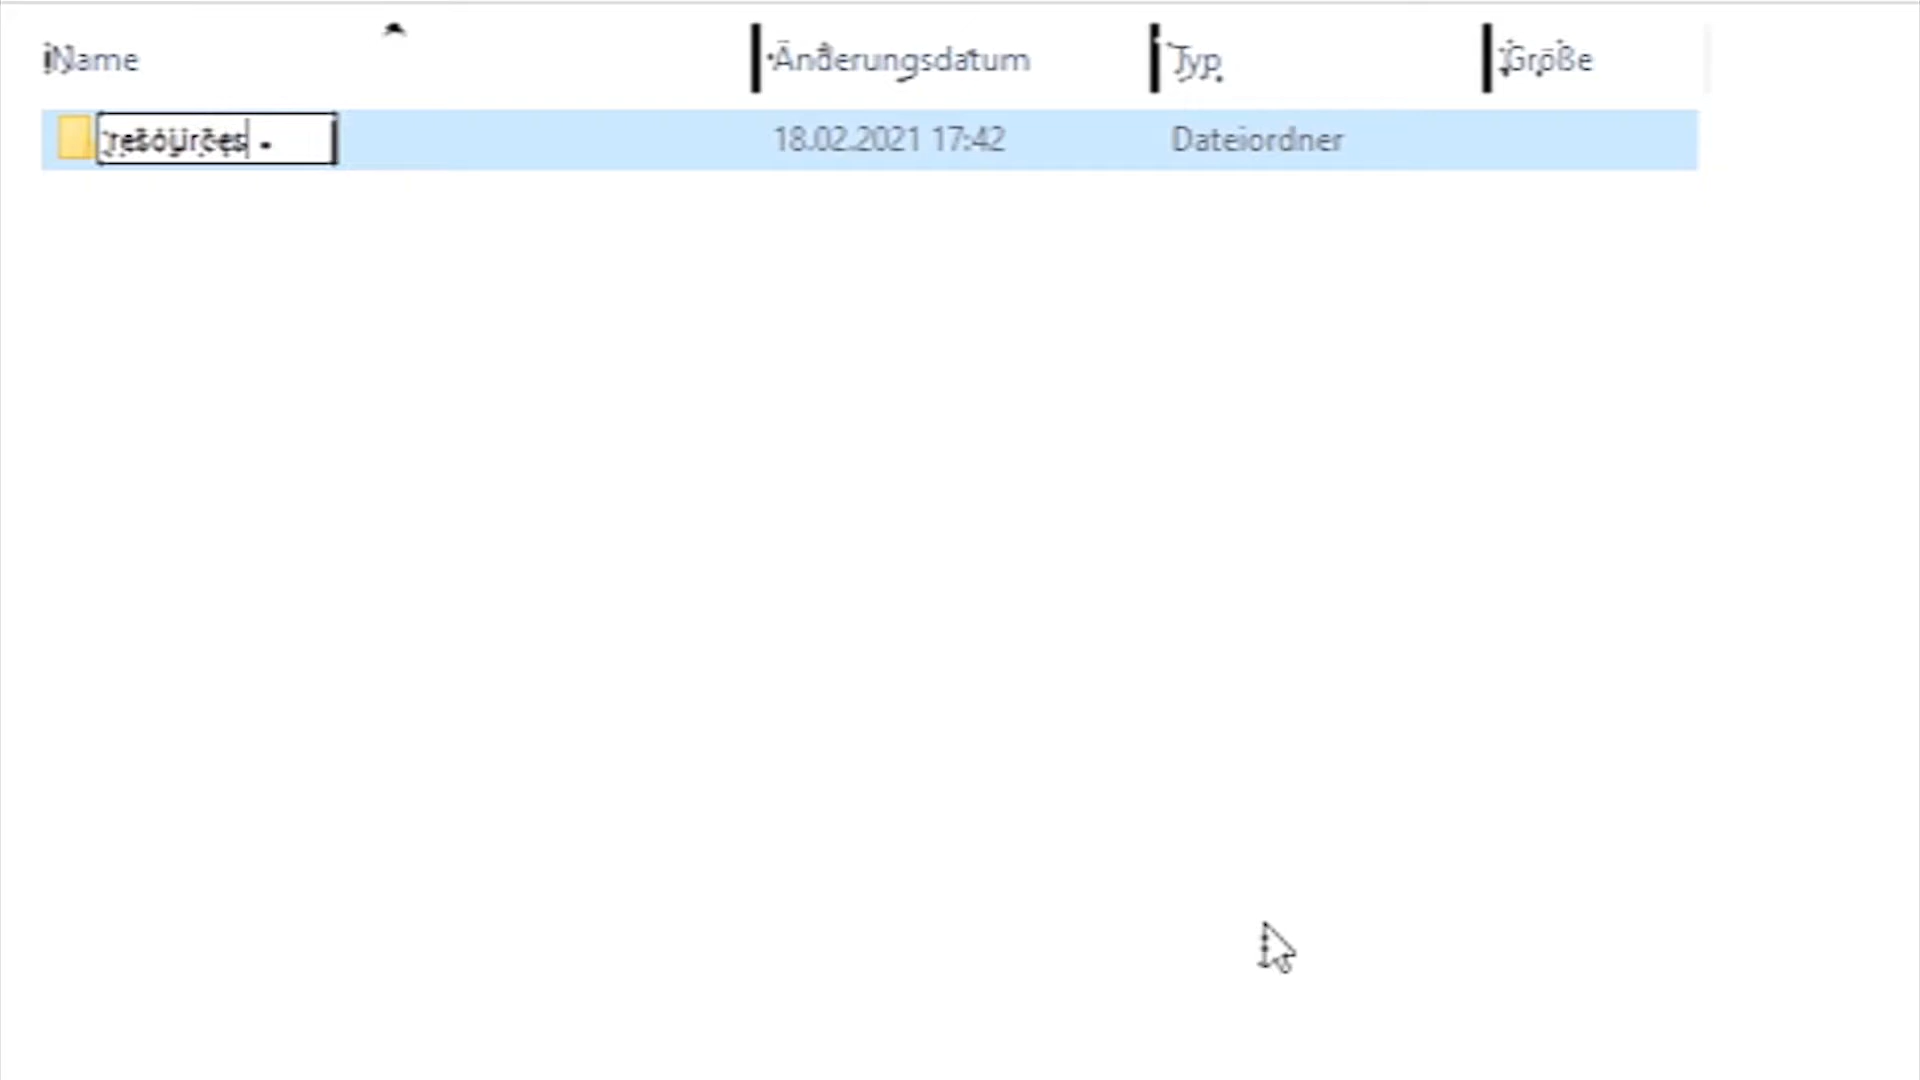 Name Änderungsdatum Typ Größe
resources 18.02.2021 17:42 Dateiordner